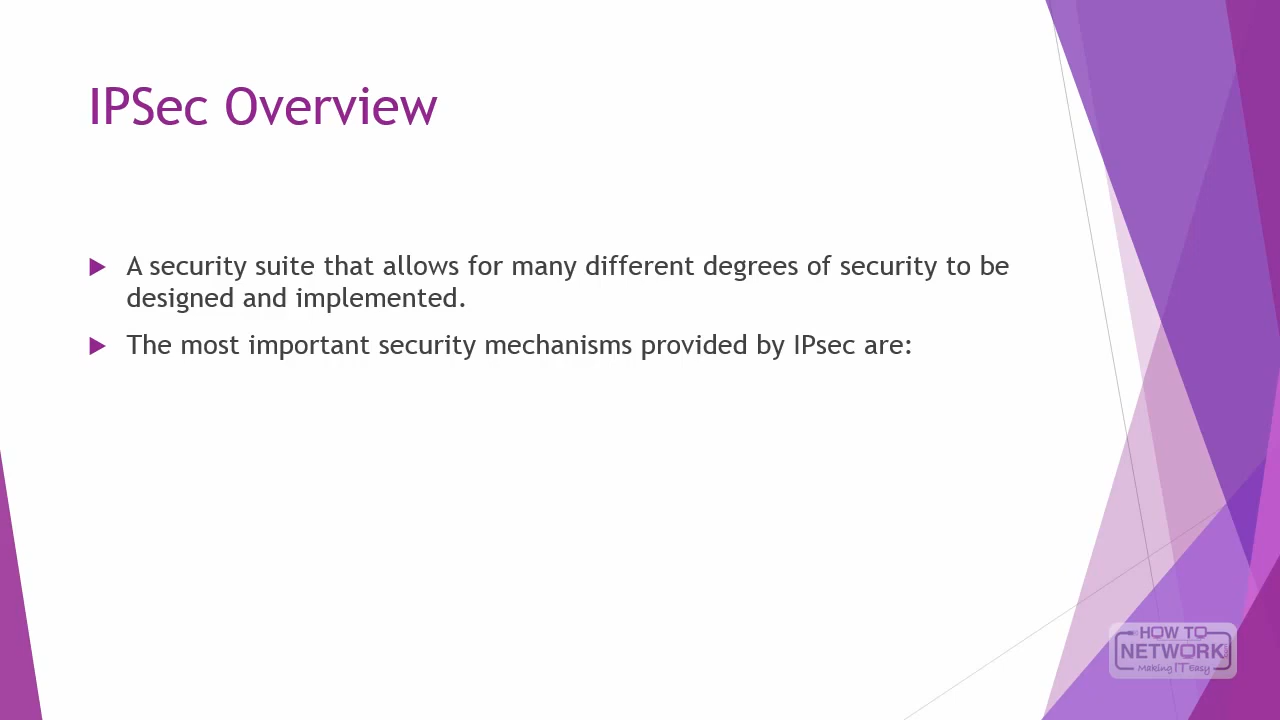 IPSec Overview
A security suite that allows for many different degrees of security to be
designed and implemented.
The most important security mechanisms provided by IPsec are:
HOW TO
NETWORK
Making IT Easy